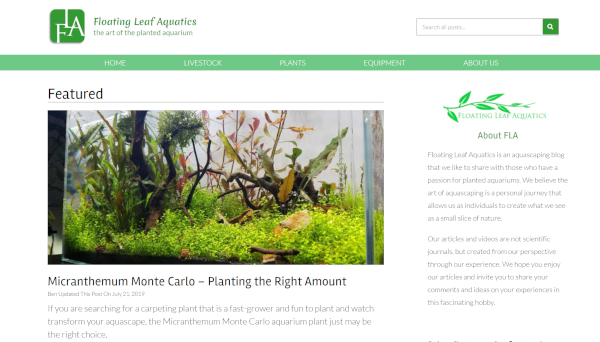 FLA
Floating Leaf Aquatics
the art of the planted aquarium
Search all posts...
HOME LIVESTOCK PLANTS EQUIPMENT ABOUT US
Featured
Micranthemum Monte Carlo – Planting the Right Amount
Ben Updated This Post On July 21, 2019
If you are searching for a carpeting plant that is a fast-grower and fun to plant and watch
transform your aquascape, the Micranthemum Monte Carlo aquarium plant just may be
the right choice.
FLOATING LEAF AQUATICS
About FLA
Floating Leaf Aquatics is an aquascaping blog
that we like to share with those who have a
passion for planted aquariums. We believe the
art of aquascaping is a personal journey that
allows us as individuals to create what we see
as a small slice of nature.
Our articles and videos are not scientific
journals, but created from our perspective
through our experience. We hope you enjoy
our articles and invite you to share your
comments and ideas on your experiences in
this fascinating hobby.